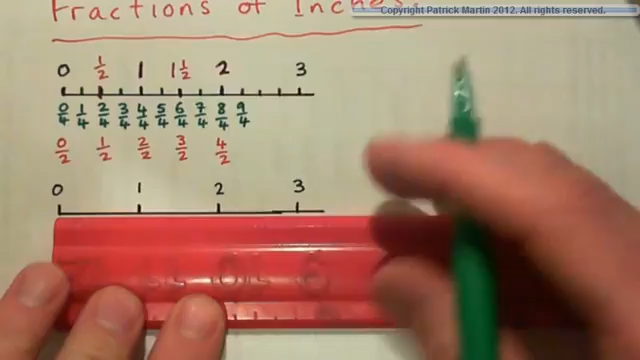 Copyright Patrick Martin 2012. All rights reserved.
Fractions of Inches.
0 1/2 1 1 1/2 2 3
0/4 1/4 2/4 3/4 4/4 5/4 6/4 7/4 8/4 9/4
0/2 1/2 2/2 3/2 4/2
0 1 2 3